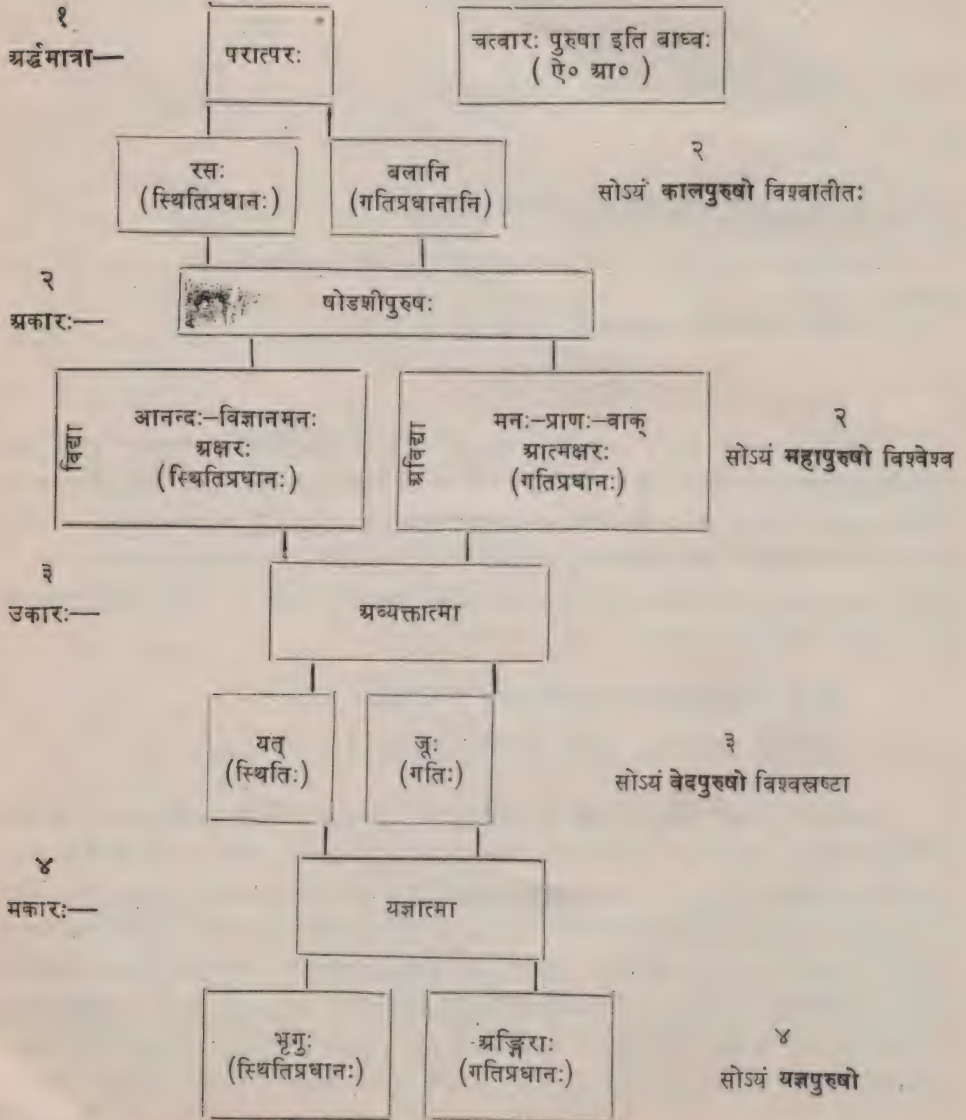 १
अर्द्धमात्रा—
परात्परः
चत्वारः पुरुषा इति बाध्वः
( ऐ० आ० )
रसः
(स्थितिप्रधानः)
बलानि
(गतिप्रधानानि)
२
सोऽयं कालपुरुषो विश्वातीतः
२
अकारः—
षोडशीपुरुषः
विद्या
आनन्दः-विज्ञानमनः
अक्षरः
(स्थितिप्रधानः)
अविद्या
मनः-प्राणः-वाक्
आत्मक्षरः
(गतिप्रधानः)
२
सोऽयं महापुरुषो विश्वेश्व
३
उकारः—
अव्यक्तात्मा
यत्
(स्थितिः)
जूः
(गतिः)
३
सोऽयं वेदपुरुषो विश्वस्रष्टा
४
मकारः—
यज्ञात्मा
भृगुः
(स्थितिप्रधानः)
अङ्गिराः
(गतिप्रधानः)
४
सोऽयं यज्ञपुरुषो